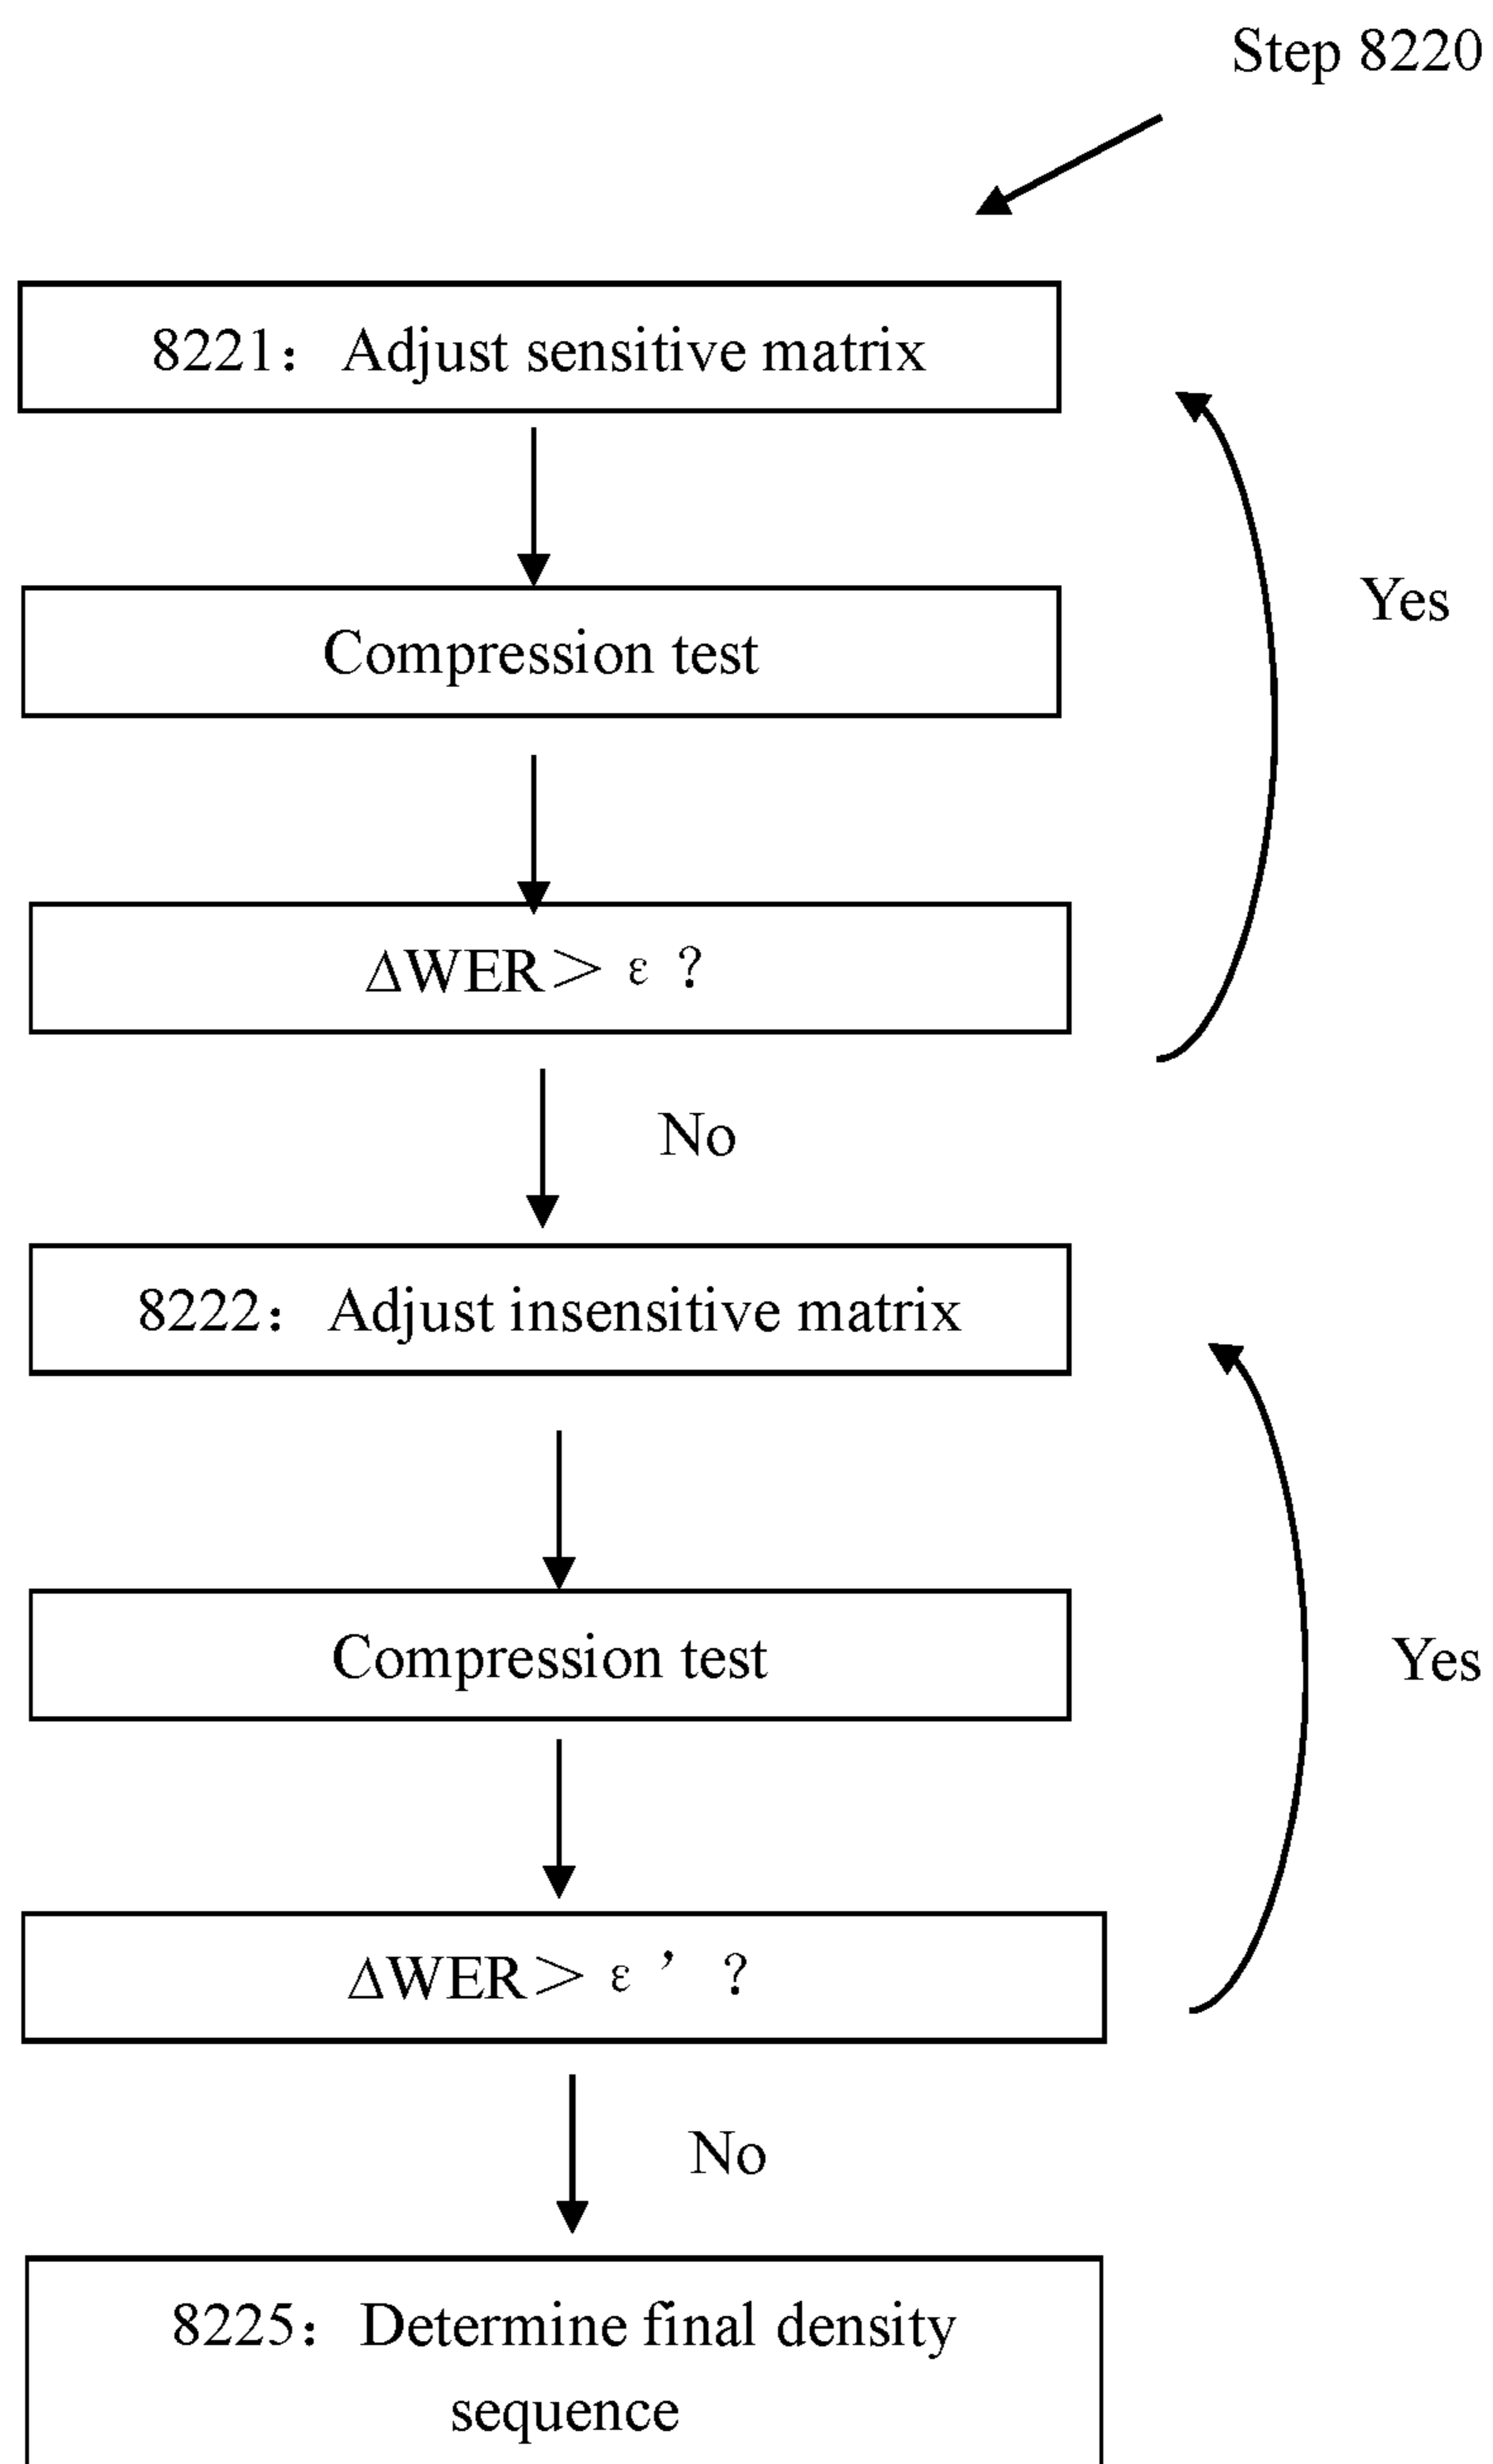 Step 8220
8221: Adjust sensitive matrix
Compression test
ΔWER＞ε?
Yes
No
8222: Adjust insensitive matrix
Compression test
Yes
ΔWER＞ε’ ?
No
8225: Determine final density
sequence